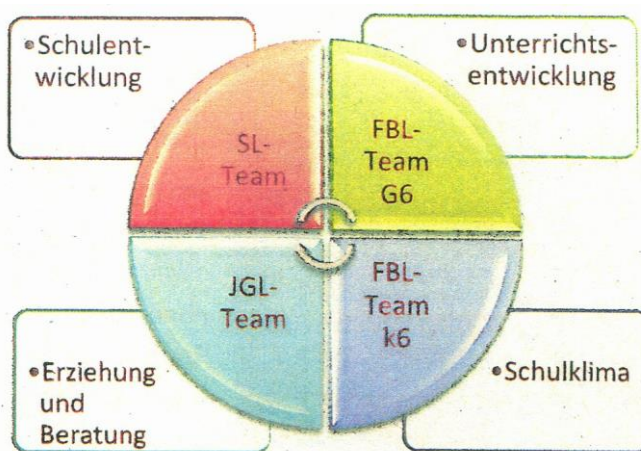 •Schulent-
wicklung
•Unterrichts-
entwicklung
SL-
Team
FBL-
Team
G6
JGL-
Team
FBL-
Team
k6
•Erziehung
und
Beratung
•Schulklima